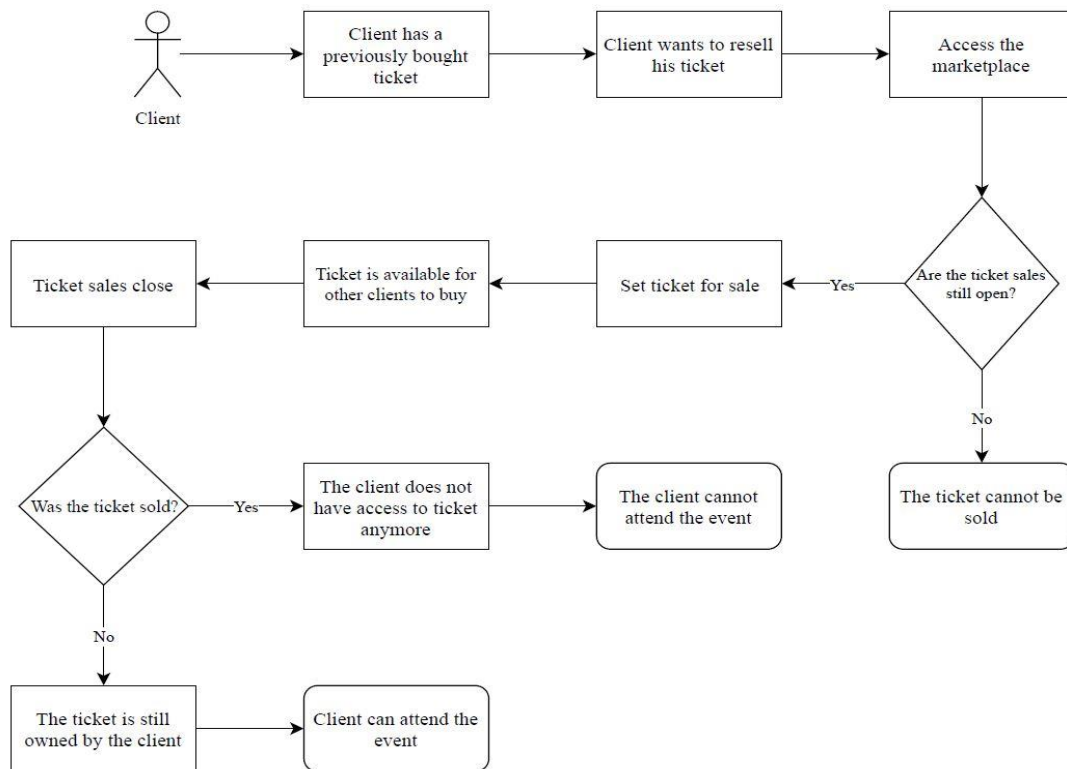 Client has a
previously bought
ticket
Client wants to resell
his ticket
Access the
marketplace
Client
Are the ticket sales
still open?
Yes
Set ticket for sale
Ticket is available for
other clients to buy
Ticket sales close
No
The ticket cannot be
sold
Was the ticket sold?
Yes
The client does not
have access to ticket
anymore
The client cannot
attend the event
No
The ticket is still
owned by the client
Client can attend the
event